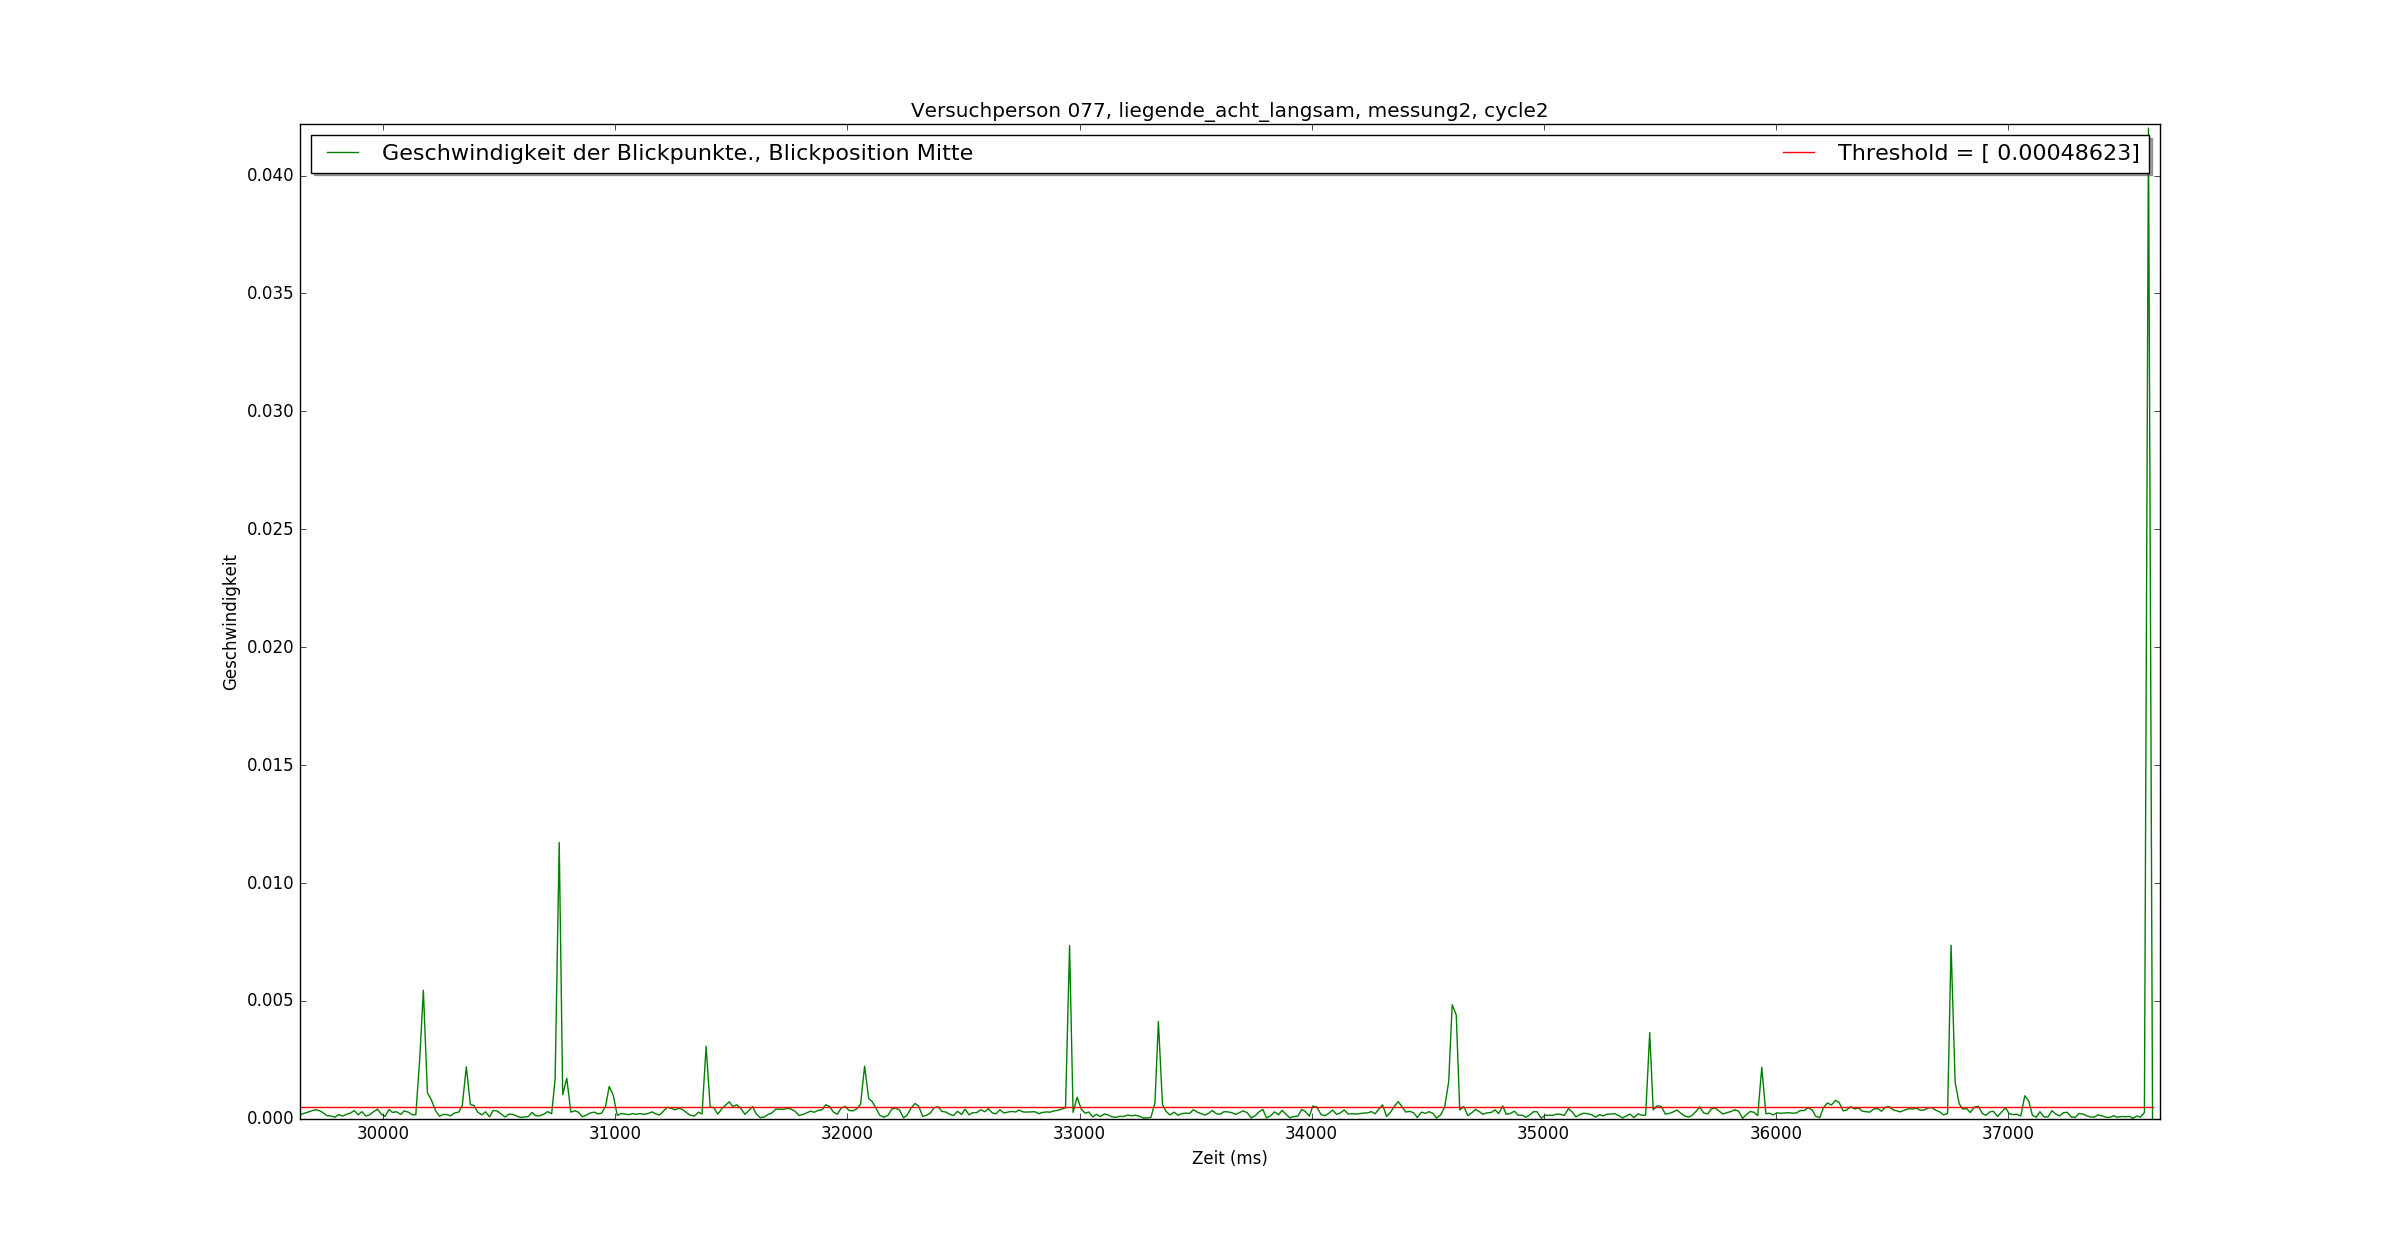 Versuchperson 077, liegende_acht_langsam, messung2, cycle2
Geschwindigkeit der Blickpunkte., Blickposition Mitte
Threshold = [ 0.00048623]
0.040
0.035
0.030
0.025
0.020
0.015
0.010
0.005
0.000
Geschwindigkeit
30000 31000 32000 33000 34000 35000 36000 37000
Zeit (ms)